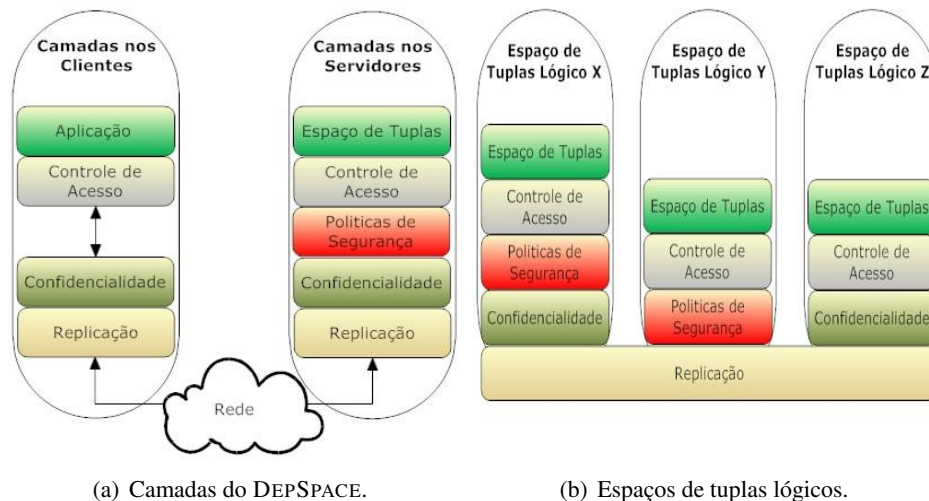 Camadas nos
Clientes
Aplicação
Controle de
Acesso
Confidencialidade
Replicação
Camadas nos
Servidores
Espaço de Tuplas
Controle de
Acesso
Politicas de
Segurança
Confidencialidade
Replicação
Rede
Espaço de
Tuplas Lógico X
Espaço de Tuplas
Controle de
Acesso
Politicas de
Segurança
Confidencialidade
Espaço de
Tuplas Lógico Y
Espaço de Tuplas
Controle de
Acesso
Politicas de
Segurança
Espaço de
Tuplas Lógico Z
Espaço de Tuplas
Controle de
Acesso
Confidencialidade
Replicação
(a) Camadas do DEPSPACE.
(b) Espaços de tuplas lógicos.